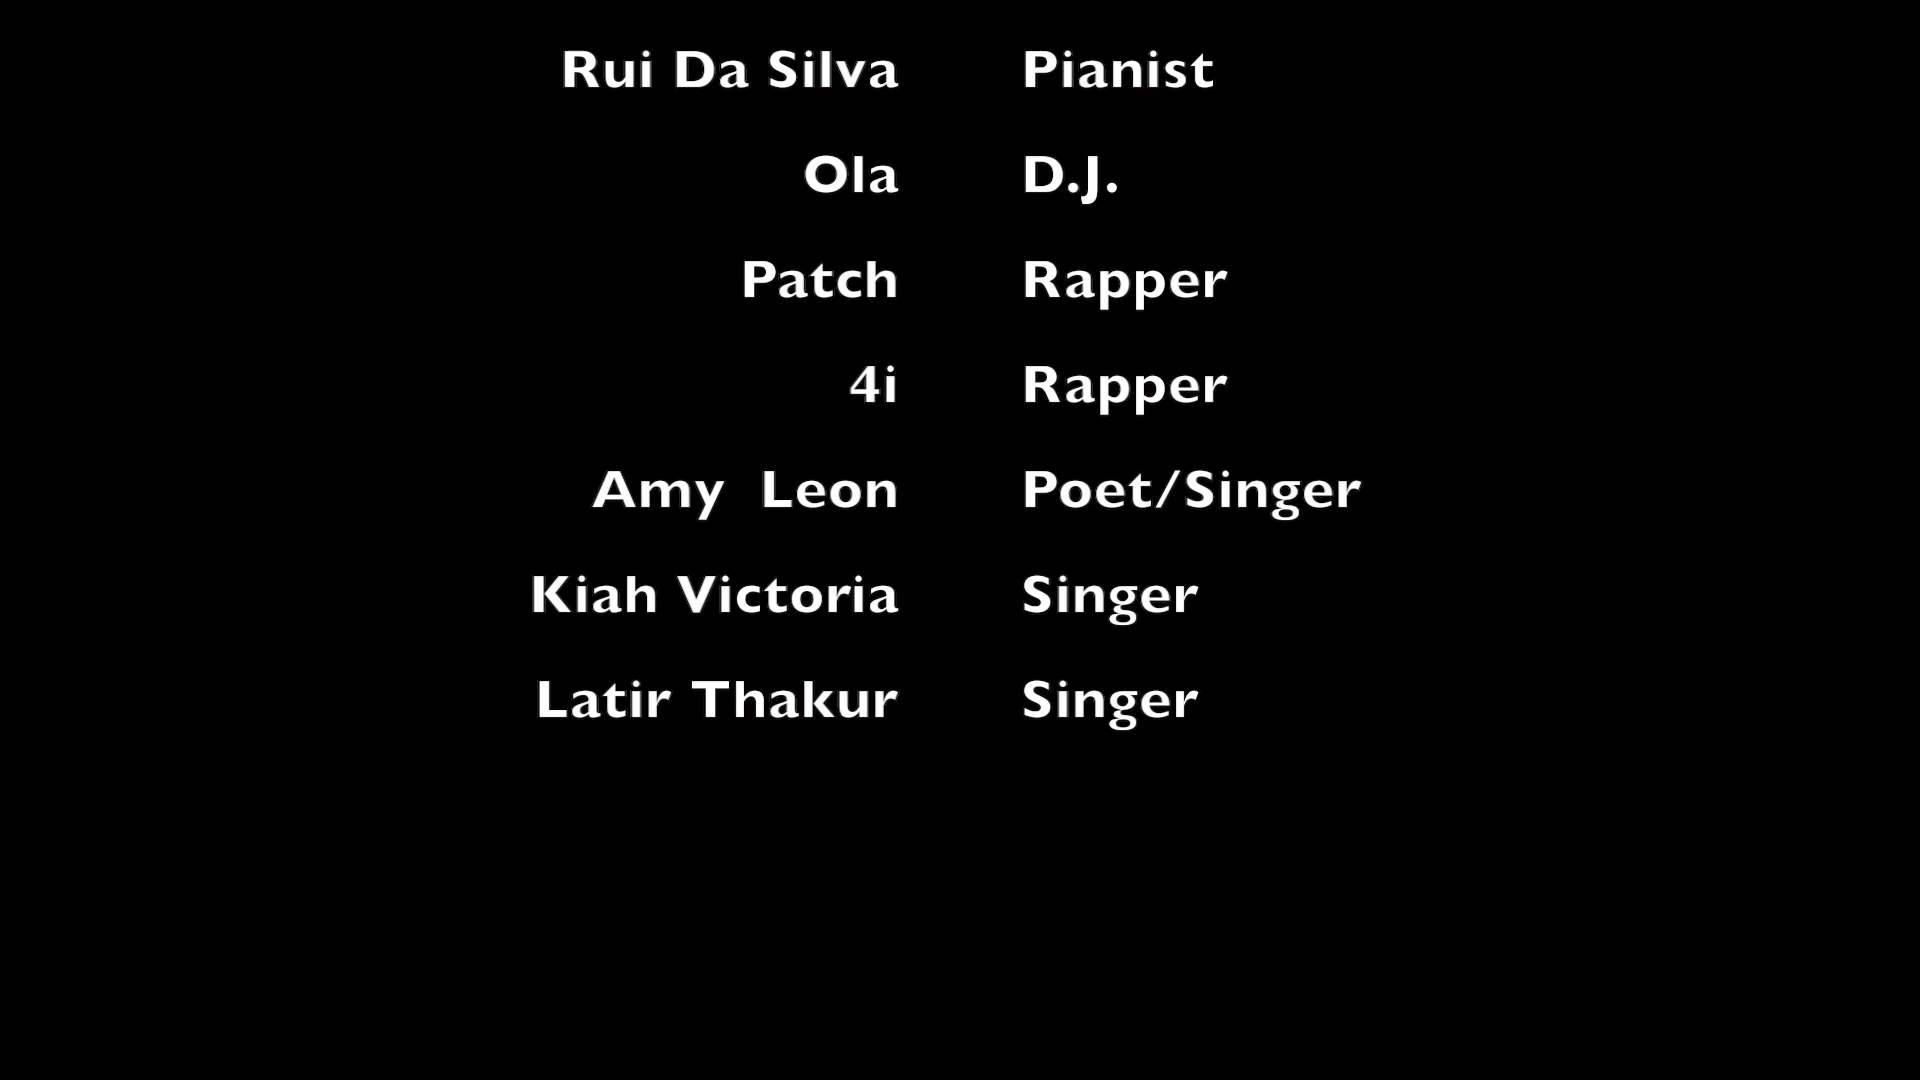 Rui Da Silva Pianist
Ola D.J.
Patch Rapper
4i Rapper
Amy Leon Poet/Singer
Kiah Victoria Singer
Latir Thakur Singer